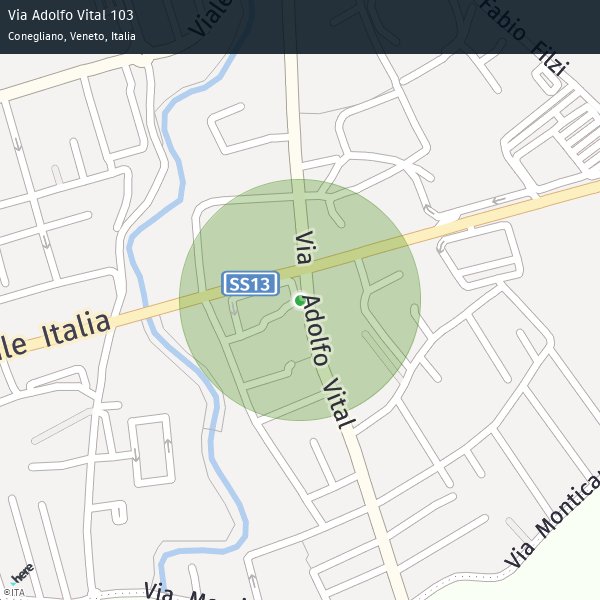 Via Adolfo Vital 103
Conegliano, Veneto, Italia
Viale
Fabio Filzi
Via Adolfo Vital
SS13
le Italia
Via Montica
Via Mo
here
©ITA